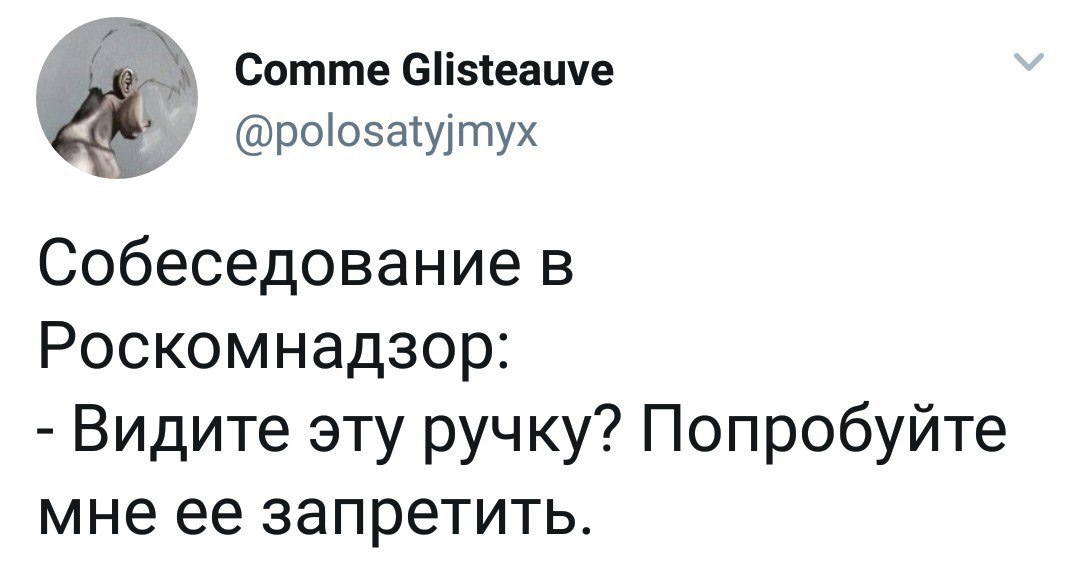 Comme Glisteauve
@polosatyjmyx
Собеседование в
Роскомнадзор:
- Видите эту ручку? Попробуйте
мне ее запретить.